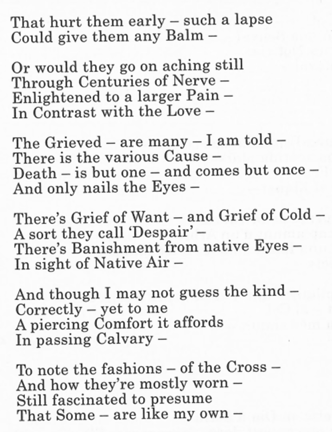 That hurt them early – such a lapse
Could give them any Balm –
Or would they go on aching still
Through Centuries of Nerve –
Enlightened to a larger Pain –
In Contrast with the Love –
The Grieved – are many – I am told –
There is the various Cause –
Death – is but one – and comes but once –
And only nails the Eyes –
There's Grief of Want – and Grief of Cold –
A sort they call 'Despair' –
There's Banishment from native Eyes –
In sight of Native Air –
And though I may not guess the kind –
Correctly – yet to me
A piercing Comfort it affords
In passing Calvary –
To note the fashions – of the Cross –
And how they're mostly worn –
Still fascinated to presume
That Some – are like my own –